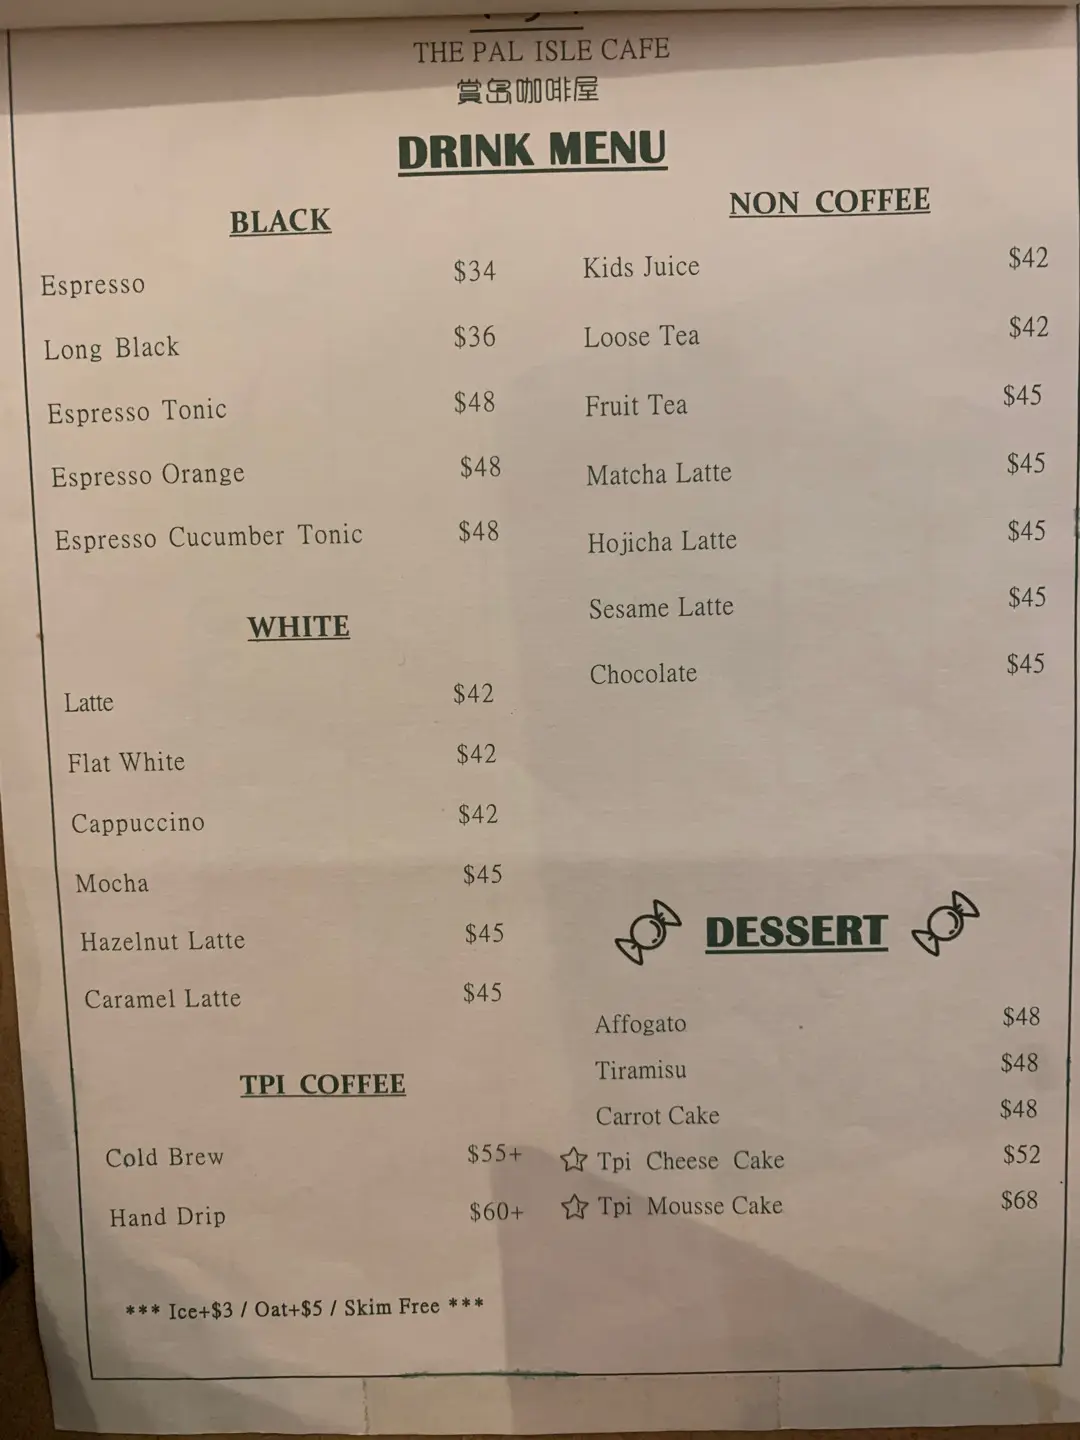 THE PAL ISLE CAFE
賞島咖啡屋
DRINK MENU
BLACK
Espresso $34
Long Black $36
Espresso Tonic $48
Espresso Orange $48
Espresso Cucumber Tonic $48
WHITE
Latte $42
Flat White $42
Cappuccino $42
Mocha $45
Hazelnut Latte $45
Caramel Latte $45
TPI COFFEE
Cold Brew $55+
Hand Drip $60+
*** Ice+$3 / Oat+$5 / Skim Free ***
NON COFFEE
Kids Juice $42
Loose Tea $42
Fruit Tea $45
Matcha Latte $45
Hojicha Latte $45
Sesame Latte $45
Chocolate $45
DESSERT
Affogato $48
Tiramisu $48
Carrot Cake $48
Tpi Cheese Cake $52
Tpi Mousse Cake $68